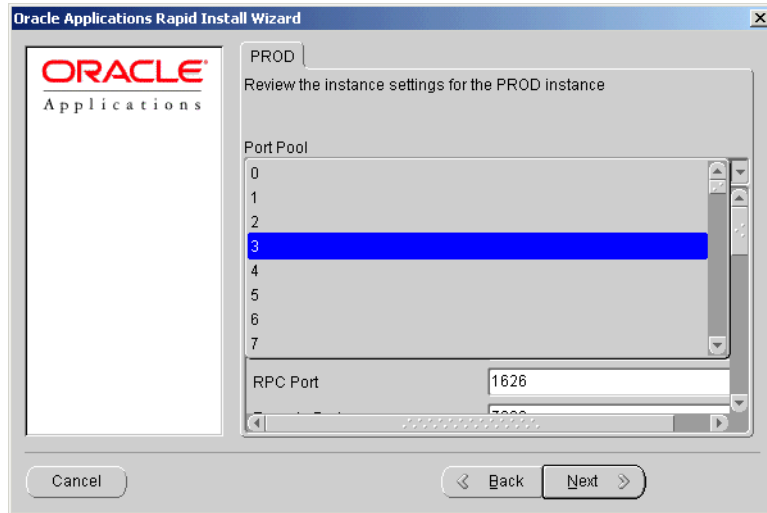 Oracle Applications Rapid Install Wizard
ORACLE
Applications
PROD
Review the instance settings for the PROD instance
Port Pool
0
1
2
3
4
5
6
7
RPC Port
1626
Cancel
Back
Next